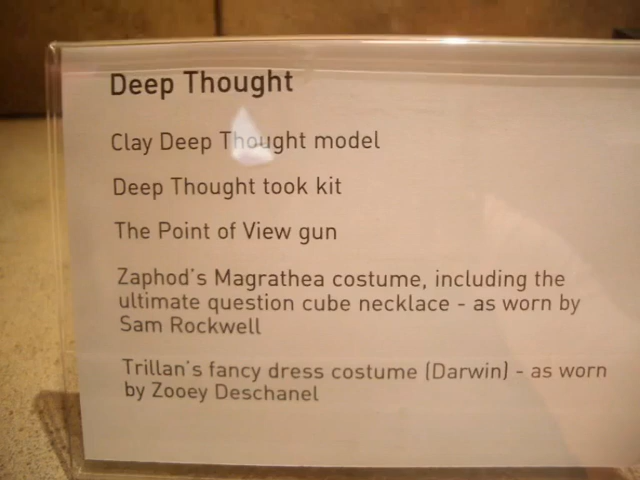 Deep Thought
Clay Deep Thought model
Deep Thought took kit
The Point of View gun
Zaphod's Magrathea costume, including the
ultimate question cube necklace - as worn by
Sam Rockwell
Trillan's fancy dress costume (Darwin) - as worn
by Zooey Deschanel